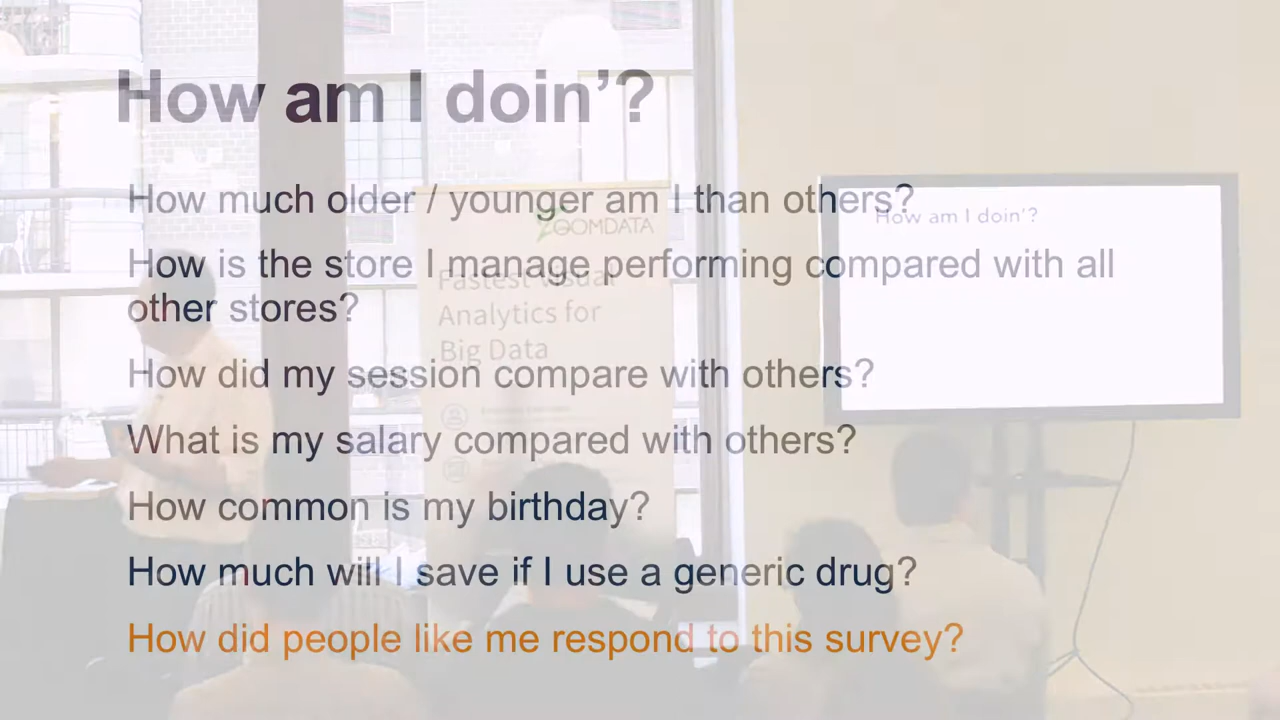 How am I doin’?
How much older / younger am I than others?
How is the store I manage performing compared with all
other stores?
How did my session compare with others?
What is my salary compared with others?
How common is my birthday?
How much will I save if I use a generic drug?
How did people like me respond to this survey?
ZOOMDATA
Fastest Visual
Analytics for
Big Data
How am I doin’?